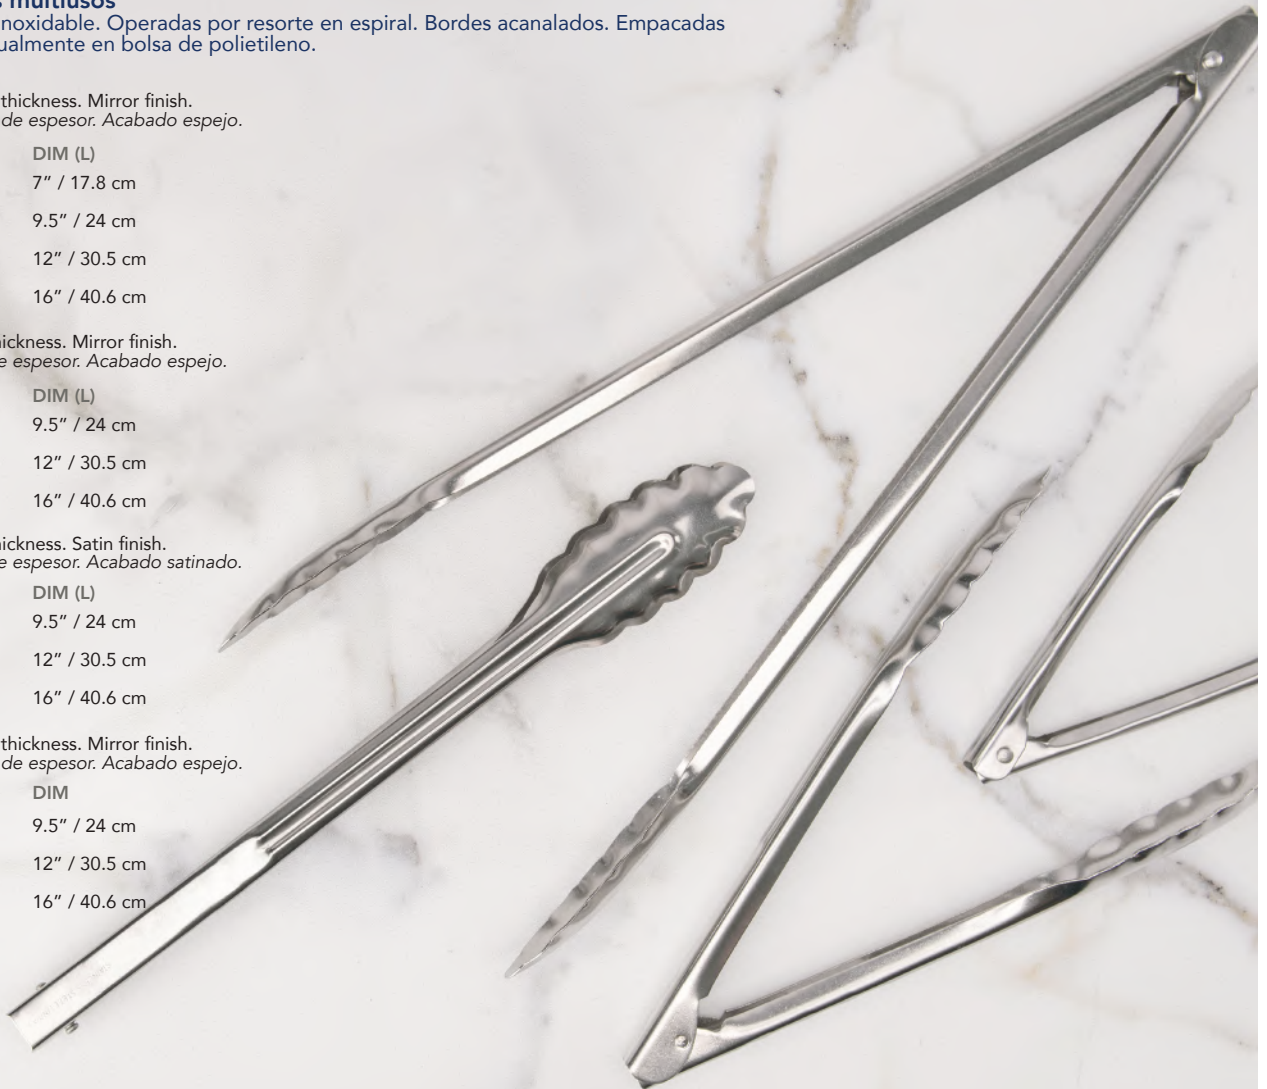 multiusos
inoxidable. Operadas por resorte en espiral. Bordes acanalados. Empacadas
ualmente en bolsa de polietileno.
thickness. Mirror finish.
de espesor. Acabado espejo.
DIM (L)
7” / 17.8 cm
9.5” / 24 cm
12” / 30.5 cm
16” / 40.6 cm
ickness. Mirror finish.
e espesor. Acabado espejo.
DIM (L)
9.5” / 24 cm
12” / 30.5 cm
16” / 40.6 cm
ickness. Satin finish.
e espesor. Acabado satinado.
DIM (L)
9.5” / 24 cm
12” / 30.5 cm
16” / 40.6 cm
thickness. Mirror finish.
de espesor. Acabado espejo.
DIM
9.5” / 24 cm
12” / 30.5 cm
16” / 40.6 cm